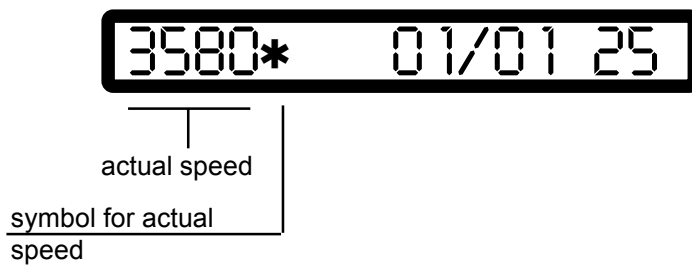 3580* 01/01 25
actual speed
symbol for actual
speed